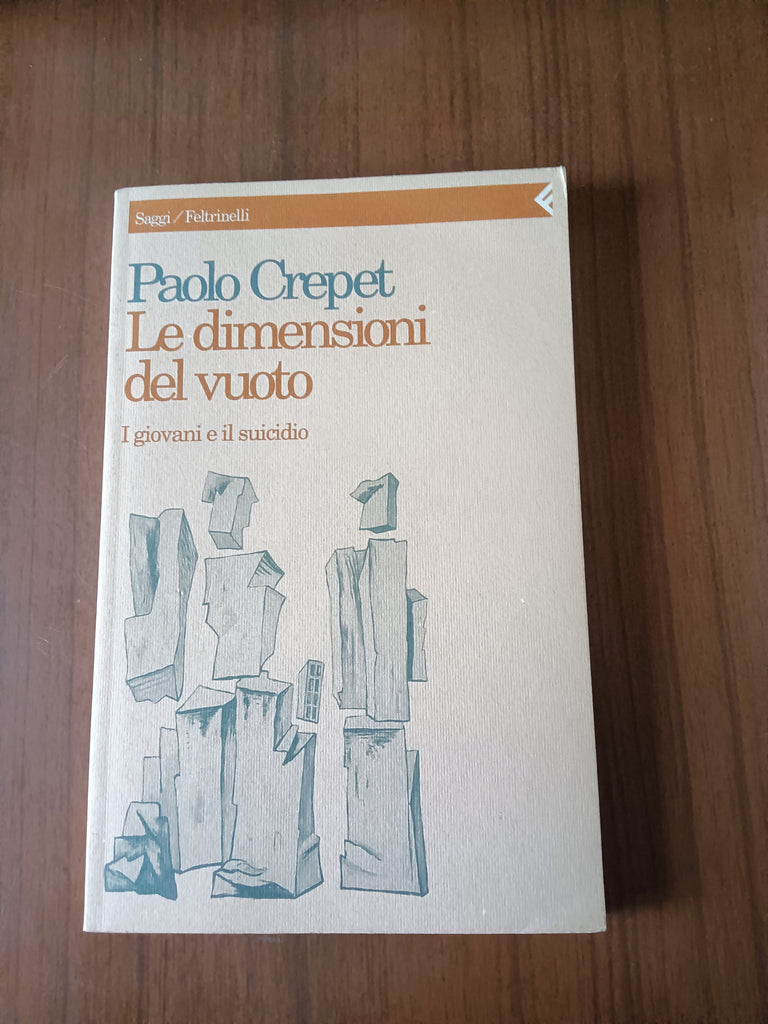 Saggi / Feltrinelli
Paolo Crepet
Le dimensioni
del vuoto
I giovani e il suicidio